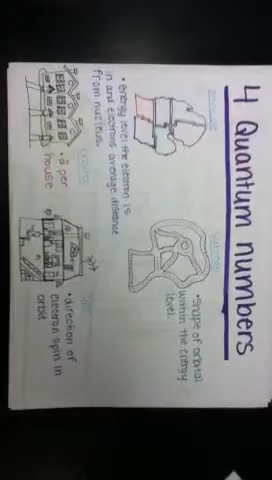 4 Quantum numbers
• energy level the electron is
in and electrons average distance
from nucleus.
• shape of orbital
within the energy
level.
• 2 per
house
• direction of
electron spin in
orbit